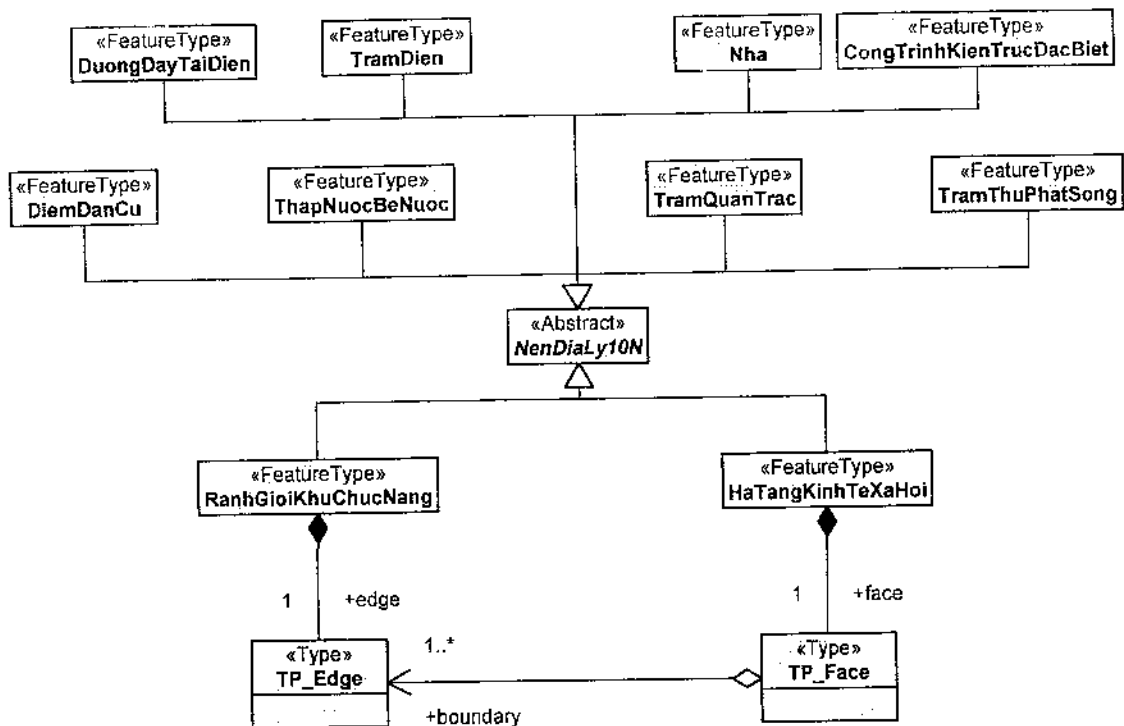 «FeatureType»
DuongDayTaiDien
«FeatureType»
TramDien
«FeatureType»
Nha
«FeatureType»
CongTrinhKienTrucDacBiet
«FeatureType»
DiemDanCu
«FeatureType»
ThapNuocBeNuoc
«FeatureType»
TramQuanTrac
«FeatureType»
TramThuPhatSong
«Abstract»
NenDiaLy10N
«FeatureType»
RanhGioiKhuChucNang
«FeatureType»
HaTangKinhTeXaHoi
1
+edge
1
+face
«Type»
TP_Edge
1..*
+boundary
«Type»
TP_Face